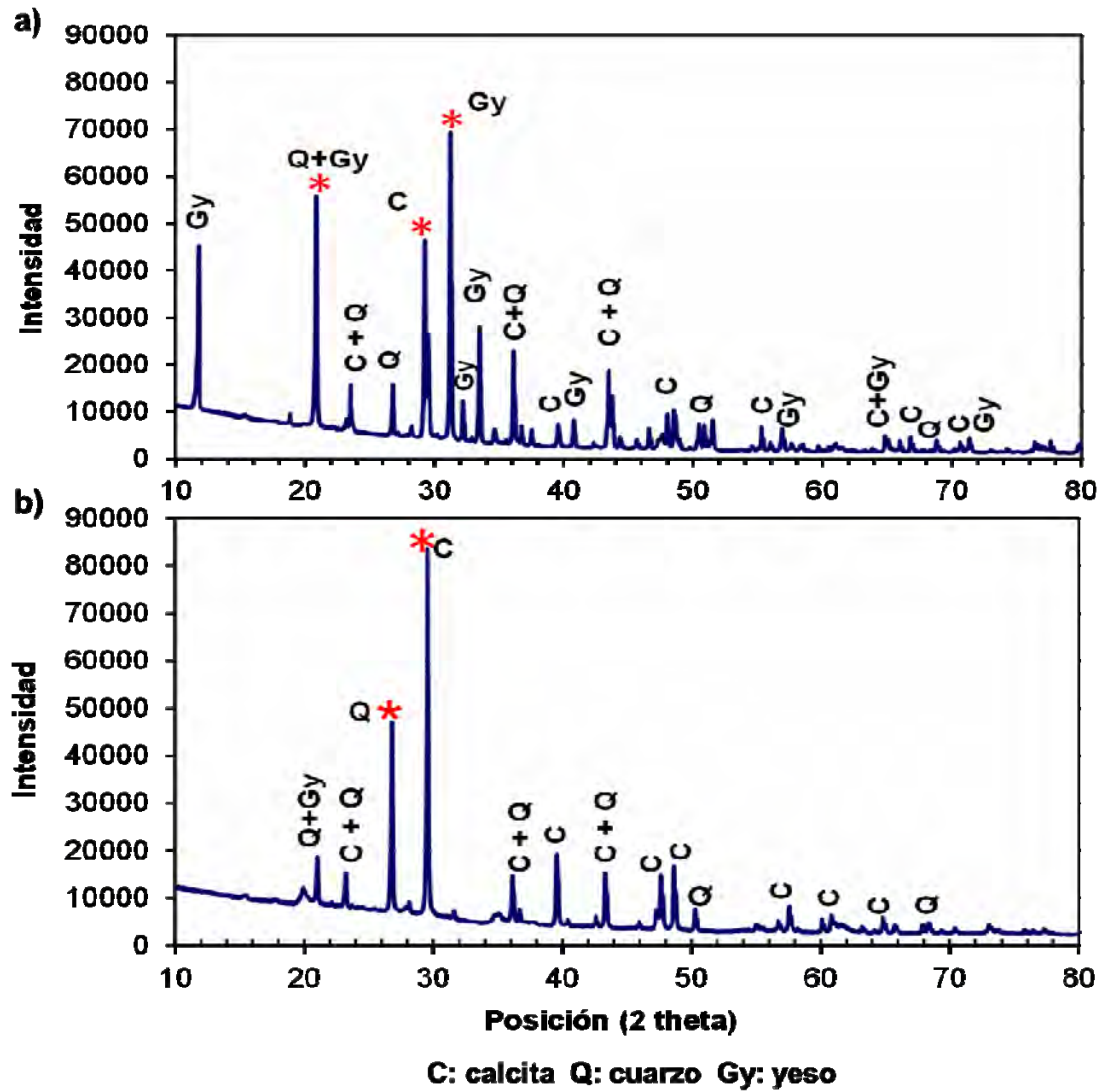 a)
90000
80000
70000
60000
50000
40000
30000
20000
10000
0
Intensidad
Gy
Q+Gy
*
C + Q
Q
C
*
*
Gy
Gy
Gy
C+Q
C
Gy
C + Q
C
Q
C
Gy
C+Gy
C
Q
C
Gy
10 20 30 40 50 60 70 80
b)
90000
80000
70000
60000
50000
40000
30000
20000
10000
0
Intensidad
Q+Gy
C + Q
Q *
* C
C + Q
C
C + Q
C
C
Q
C
C
C
Q
10 20 30 40 50 60 70 80
Posición (2 theta)
C: calcita Q: cuarzo Gy: yeso